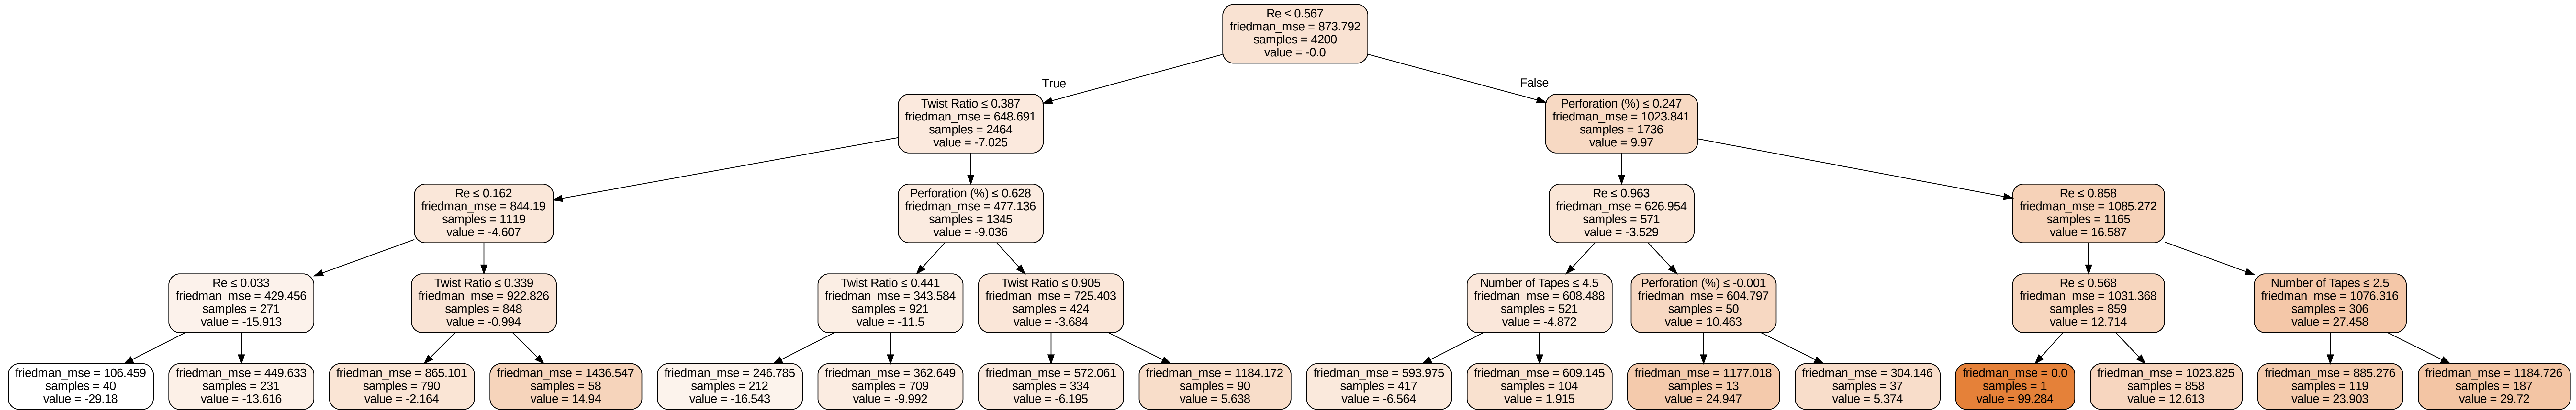 Re ≤ 0.567
friedman_mse = 873.792
samples = 4200
value = -0.0
True
False
Twist Ratio ≤ 0.387
friedman_mse = 648.691
samples = 2464
value = -7.025
Perforation (%) ≤ 0.247
friedman_mse = 1023.841
samples = 1736
value = 9.97
Re ≤ 0.162
friedman_mse = 844.19
samples = 1119
value = -4.607
Perforation (%) ≤ 0.628
friedman_mse = 477.136
samples = 1345
value = -9.036
Re ≤ 0.963
friedman_mse = 626.954
samples = 571
value = -3.529
Re ≤ 0.858
friedman_mse = 1085.272
samples = 1165
value = 16.587
Re ≤ 0.033
friedman_mse = 429.456
samples = 271
value = -15.913
Twist Ratio ≤ 0.339
friedman_mse = 922.826
samples = 848
value = -0.994
Twist Ratio ≤ 0.441
friedman_mse = 343.584
samples = 921
value = -11.5
Twist Ratio ≤ 0.905
friedman_mse = 725.403
samples = 424
value = -3.684
Number of Tapes ≤ 4.5
friedman_mse = 608.488
samples = 521
value = -4.872
Perforation (%) ≤ -0.001
friedman_mse = 604.797
samples = 50
value = 10.463
Re ≤ 0.568
friedman_mse = 1031.368
samples = 859
value = 12.714
Number of Tapes ≤ 2.5
friedman_mse = 1076.316
samples = 306
value = 27.458
friedman_mse = 106.459
samples = 40
value = -29.18
friedman_mse = 449.633
samples = 231
value = -13.616
friedman_mse = 865.101
samples = 790
value = -2.164
friedman_mse = 1436.547
samples = 58
value = 14.94
friedman_mse = 246.785
samples = 212
value = -16.543
friedman_mse = 362.649
samples = 709
value = -9.992
friedman_mse = 572.061
samples = 334
value = -6.195
friedman_mse = 1184.172
samples = 90
value = 5.638
friedman_mse = 593.975
samples = 417
value = -6.564
friedman_mse = 609.145
samples = 104
value = 1.915
friedman_mse = 1177.018
samples = 13
value = 24.947
friedman_mse = 304.146
samples = 37
value = 5.374
friedman_mse = 0.0
samples = 1
value = 99.284
friedman_mse = 1023.825
samples = 858
value = 12.613
friedman_mse = 885.276
samples = 119
value = 23.903
friedman_mse = 1184.726
samples = 187
value = 29.72